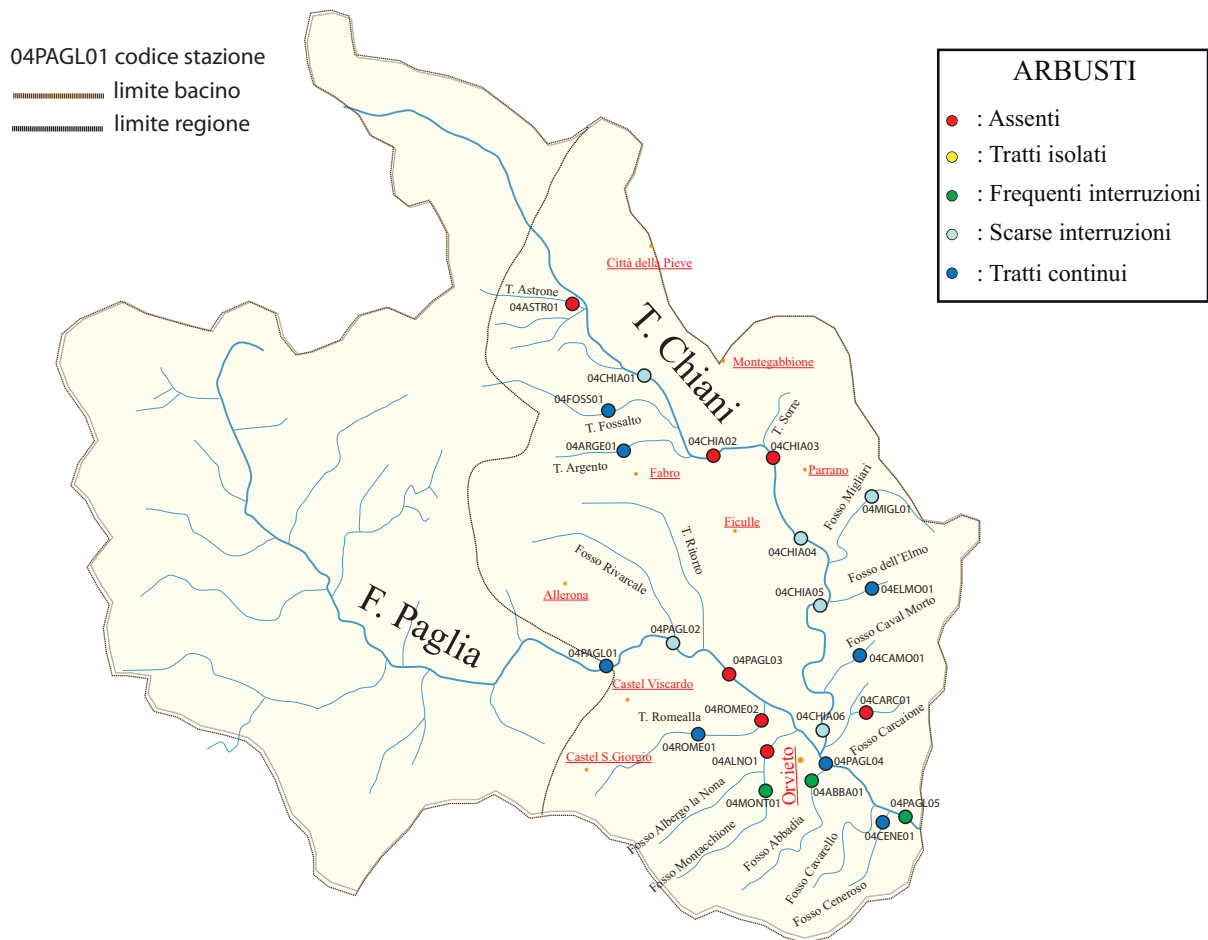 04PAGL01 codice stazione
limite bacino
limite regione
ARBUSTI
: Assenti
: Tratti isolati
: Frequenti interruzioni
: Scarse interruzioni
: Tratti continui
Città della Pieve
T. Astrone
04ASTR01
T. Chiani
Montegabbione
04CHIA01
04FOSS01
T. Fossalto
T. Sorre
04ARGE01
04CHIA02
04CHIA03
T. Argento
Fabro
Parrano
Fosso Migliari
04MIGL01
Ficulle
04CHIA04
T. Ritorto
Fosso Rivarcale
Fosso dell'Elmo
04ELMO01
Allerona
04CHIA05
F. Paglia
Fosso Caval Morto
04PAGL02
04PAGL01
04CAMO01
04PAGL03
Castel Viscardo
04CARC01
04ROME02
T. Romealla
04CHIA06
Fosso Carcaione
04ROME01
Castel S.Giorgio
04ALNO1
Orvieto
04PAGL04
04MONT01
04ABBA01
04PAGL05
04CENE01
Fosso Albergo la Nona
Fosso Montacchione
Fosso Abbadia
Fosso Cavarello
Fosso Ceneroso